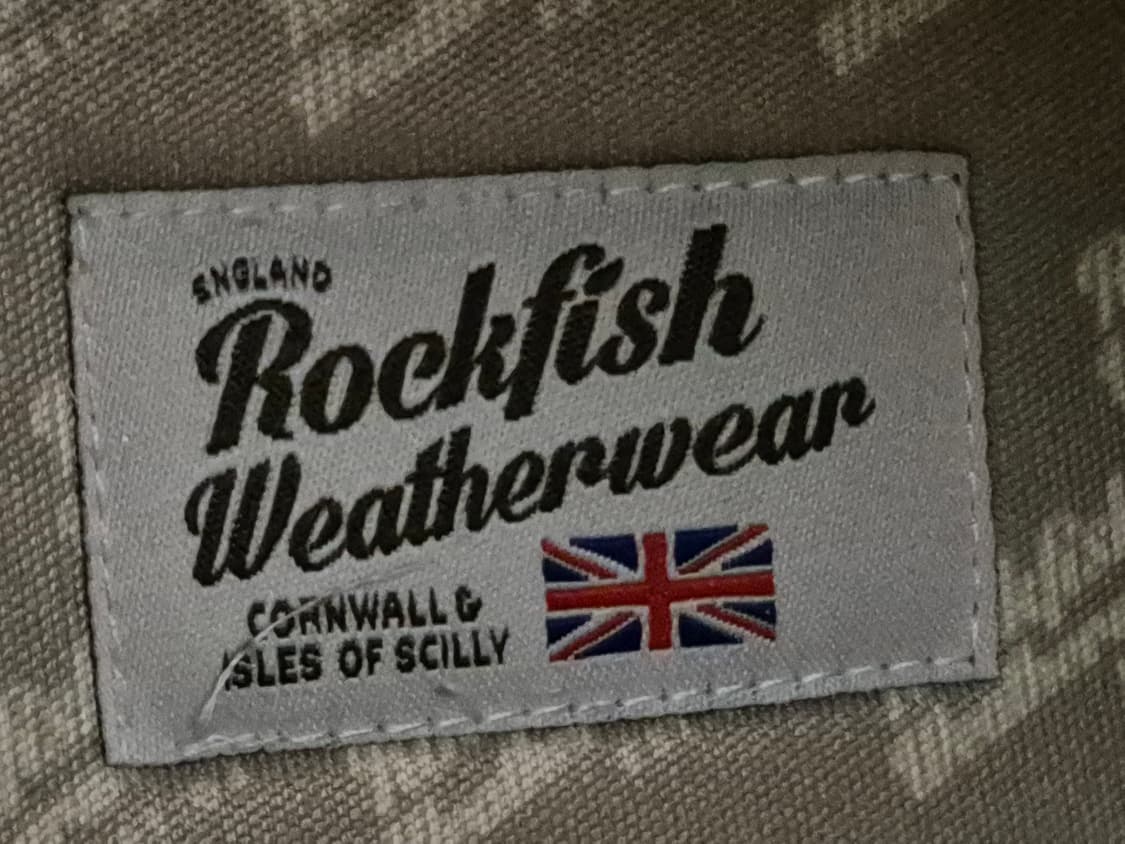 ENGLAND
Rockfish
Weatherwear
CORNWALL &
ISLES OF SCILLY